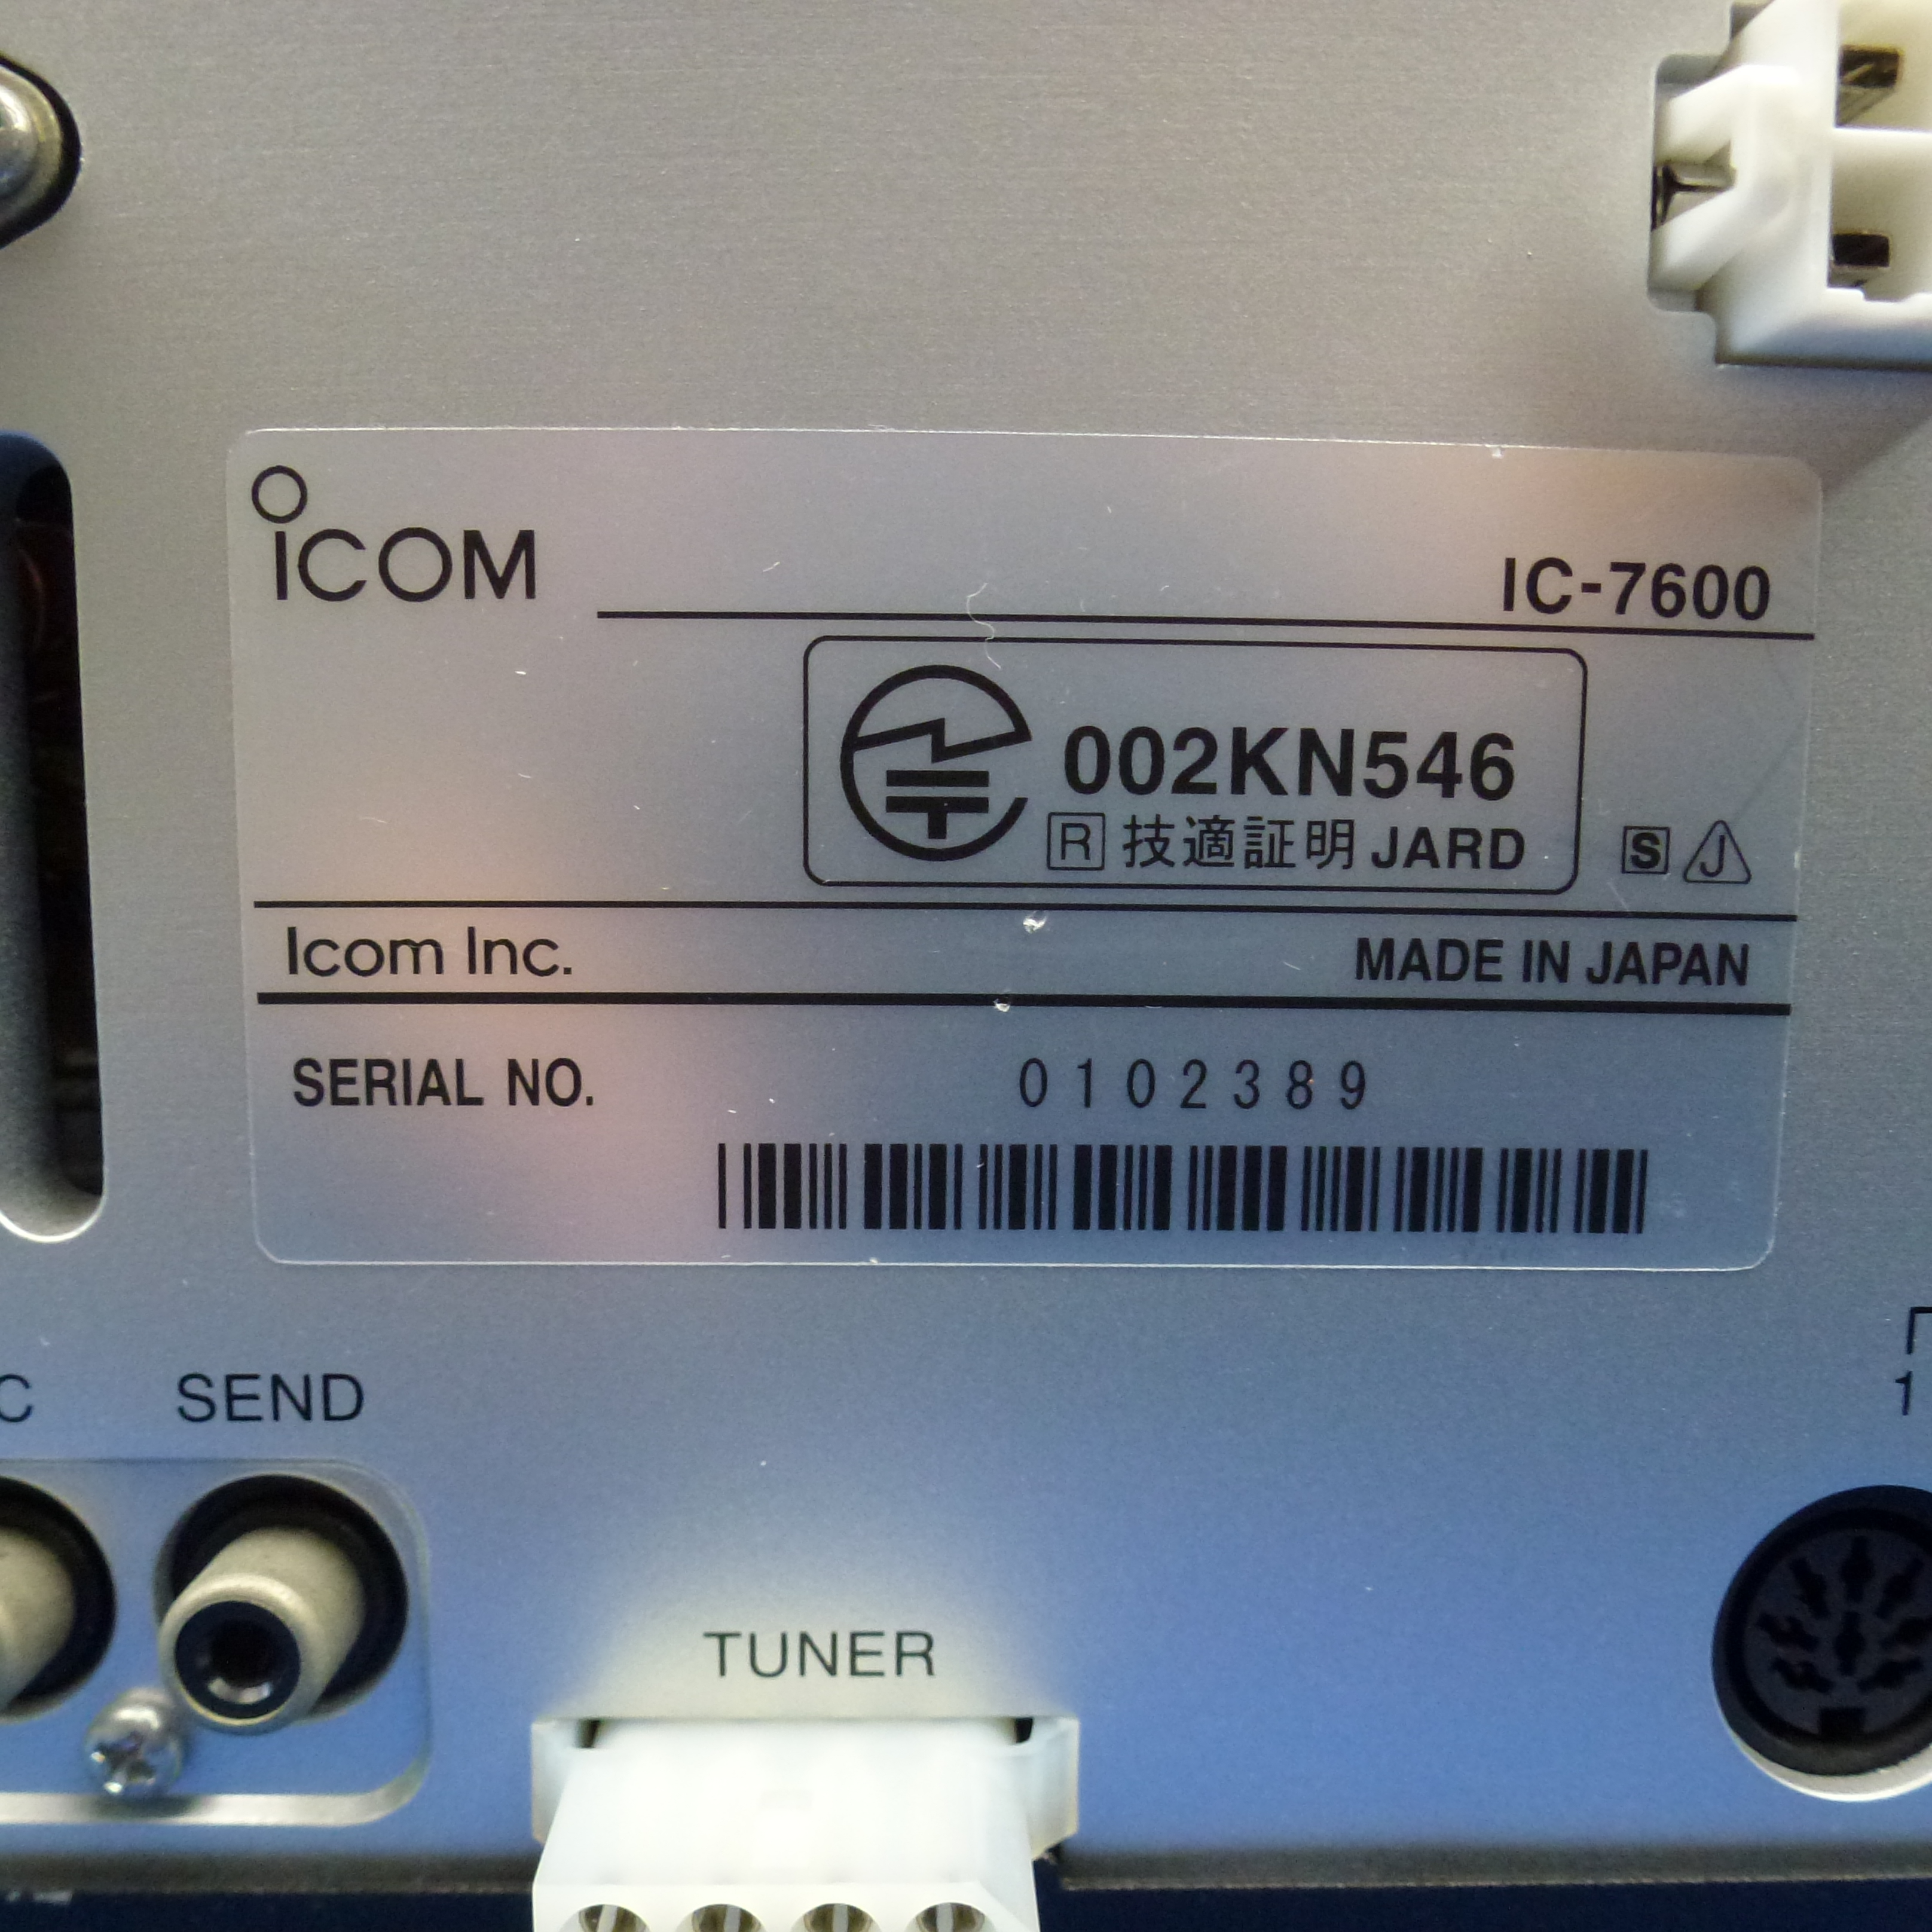 ICOM
IC-7600
002KN546
R 技適証明 JARD
S J
Icom Inc. MADE IN JAPAN
SERIAL NO. 0102389
C SEND
1
TUNER